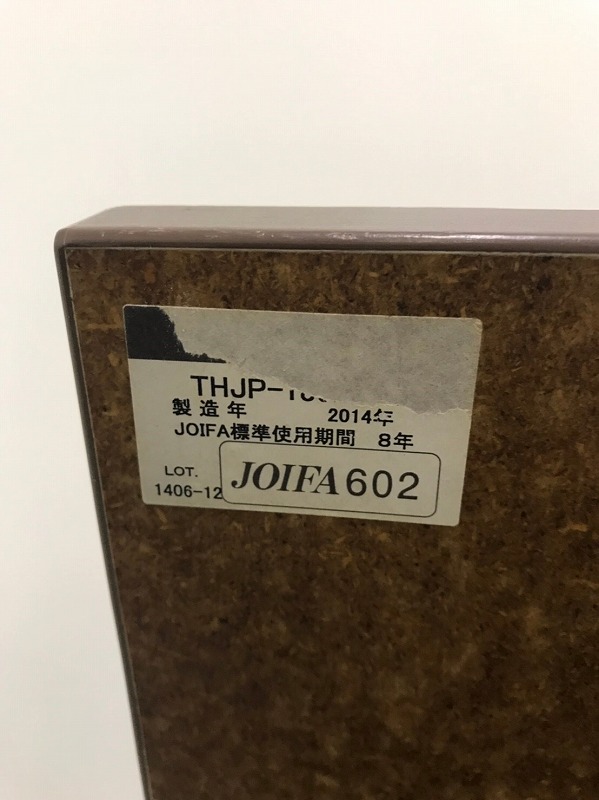 THJP-
製造年 2014年
JOIFA標準使用期間 8年
LOT.
1406-12
JOIFA602